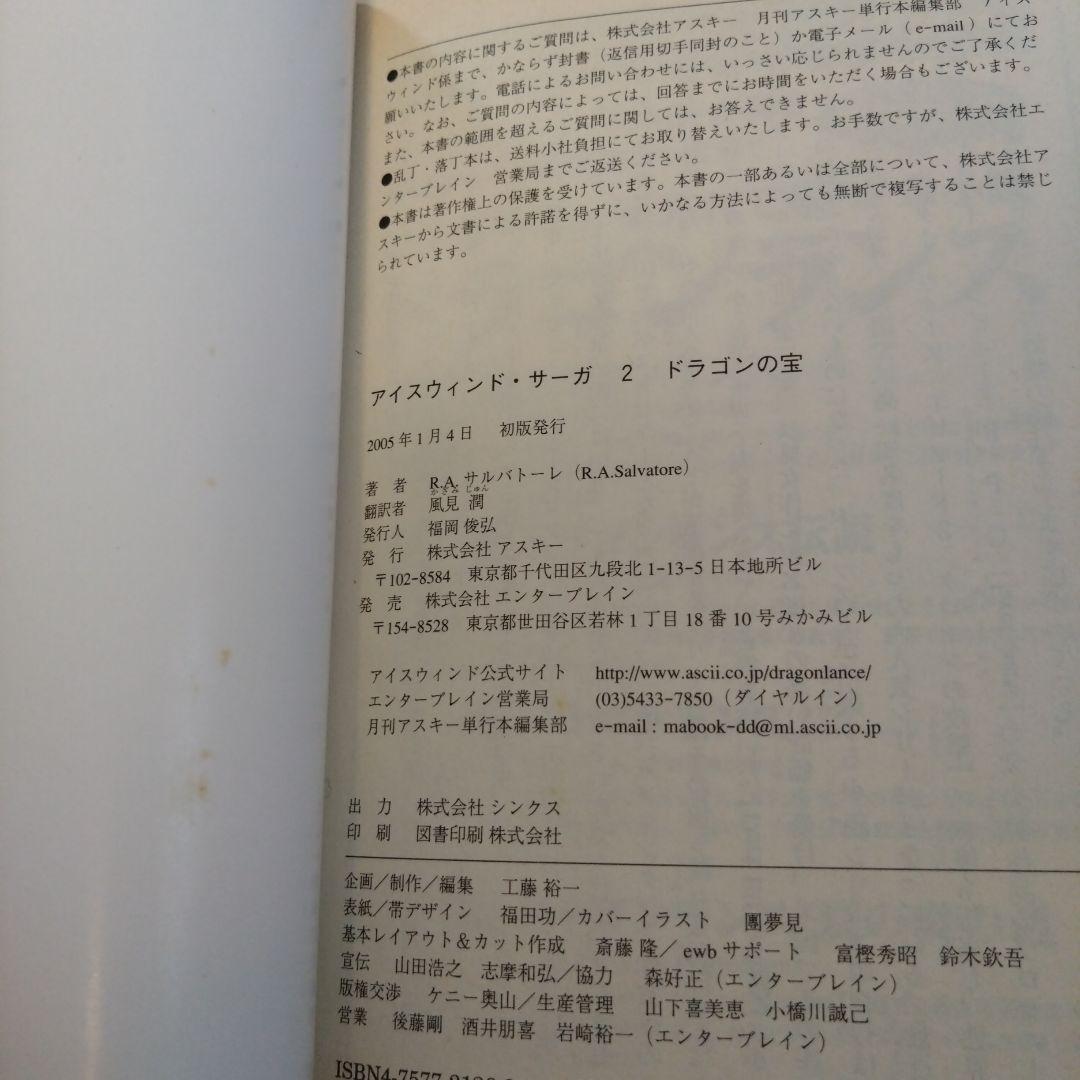 ●本書の内容に関するご質問は、株式会社アスキー 月刊アスキー単行本編集部 アイス
ウィンド係まで、かならず封書（返信用切手同封のこと）か電子メール（e-mail）にてお
願いいたします。電話によるお問い合わせには、いっさい応じられませんのでご了承くだ
さい。なお、ご質問の内容によっては、回答までにお時間をいただく場合もございます。
また、本書の範囲を超えるご質問に関しては、お答えできません。
●乱丁・落丁本は、送料小社負担にてお取り替えいたします。お手数ですが、株式会社エ
ンターブレイン 営業局までご返送ください。
●本書は著作権上の保護を受けています。本書の一部あるいは全部について、株式会社ア
スキーから文書による許諾を得ずに、いかなる方法によっても無断で複写することは禁じ
られています。
アイスウィンド・サーガ 2 ドラゴンの宝
2005年1月4日 初版発行
著 者 R.A. サルバトーレ（R.A.Salvatore）
かざみ じゅん
翻訳者 風見 潤
発行人 福岡 俊弘
発 行 株式会社 アスキー
〒102-8584 東京都千代田区九段北1-13-5日本地所ビル
発 売 株式会社 エンターブレイン
〒154-8528 東京都世田谷区若林1丁目18番10号みかみビル
アイスウィンド公式サイト http://www.ascii.co.jp/dragonlance/
エンターブレイン営業局 (03)5433-7850（ダイヤルイン）
月刊アスキー単行本編集部 e-mail : mabook-dd@ml.ascii.co.jp
出 力 株式会社 シンクス
印 刷 図書印刷 株式会社
企画／制作／編集 工藤 裕一
表紙／帯デザイン 福田功／カバーイラスト 團夢見
基本レイアウト＆カット作成 斎藤 隆／ewbサポート 富樫秀昭 鈴木欽吾
宣伝 山田浩之 志摩和弘／協力 森好正（エンターブレイン）
版権交渉 ケニー奥山／生産管理 山下喜美恵 小橋川誠己
営業 後藤剛 酒井朋喜 岩崎裕一（エンターブレイン）
ISBN4-7577-